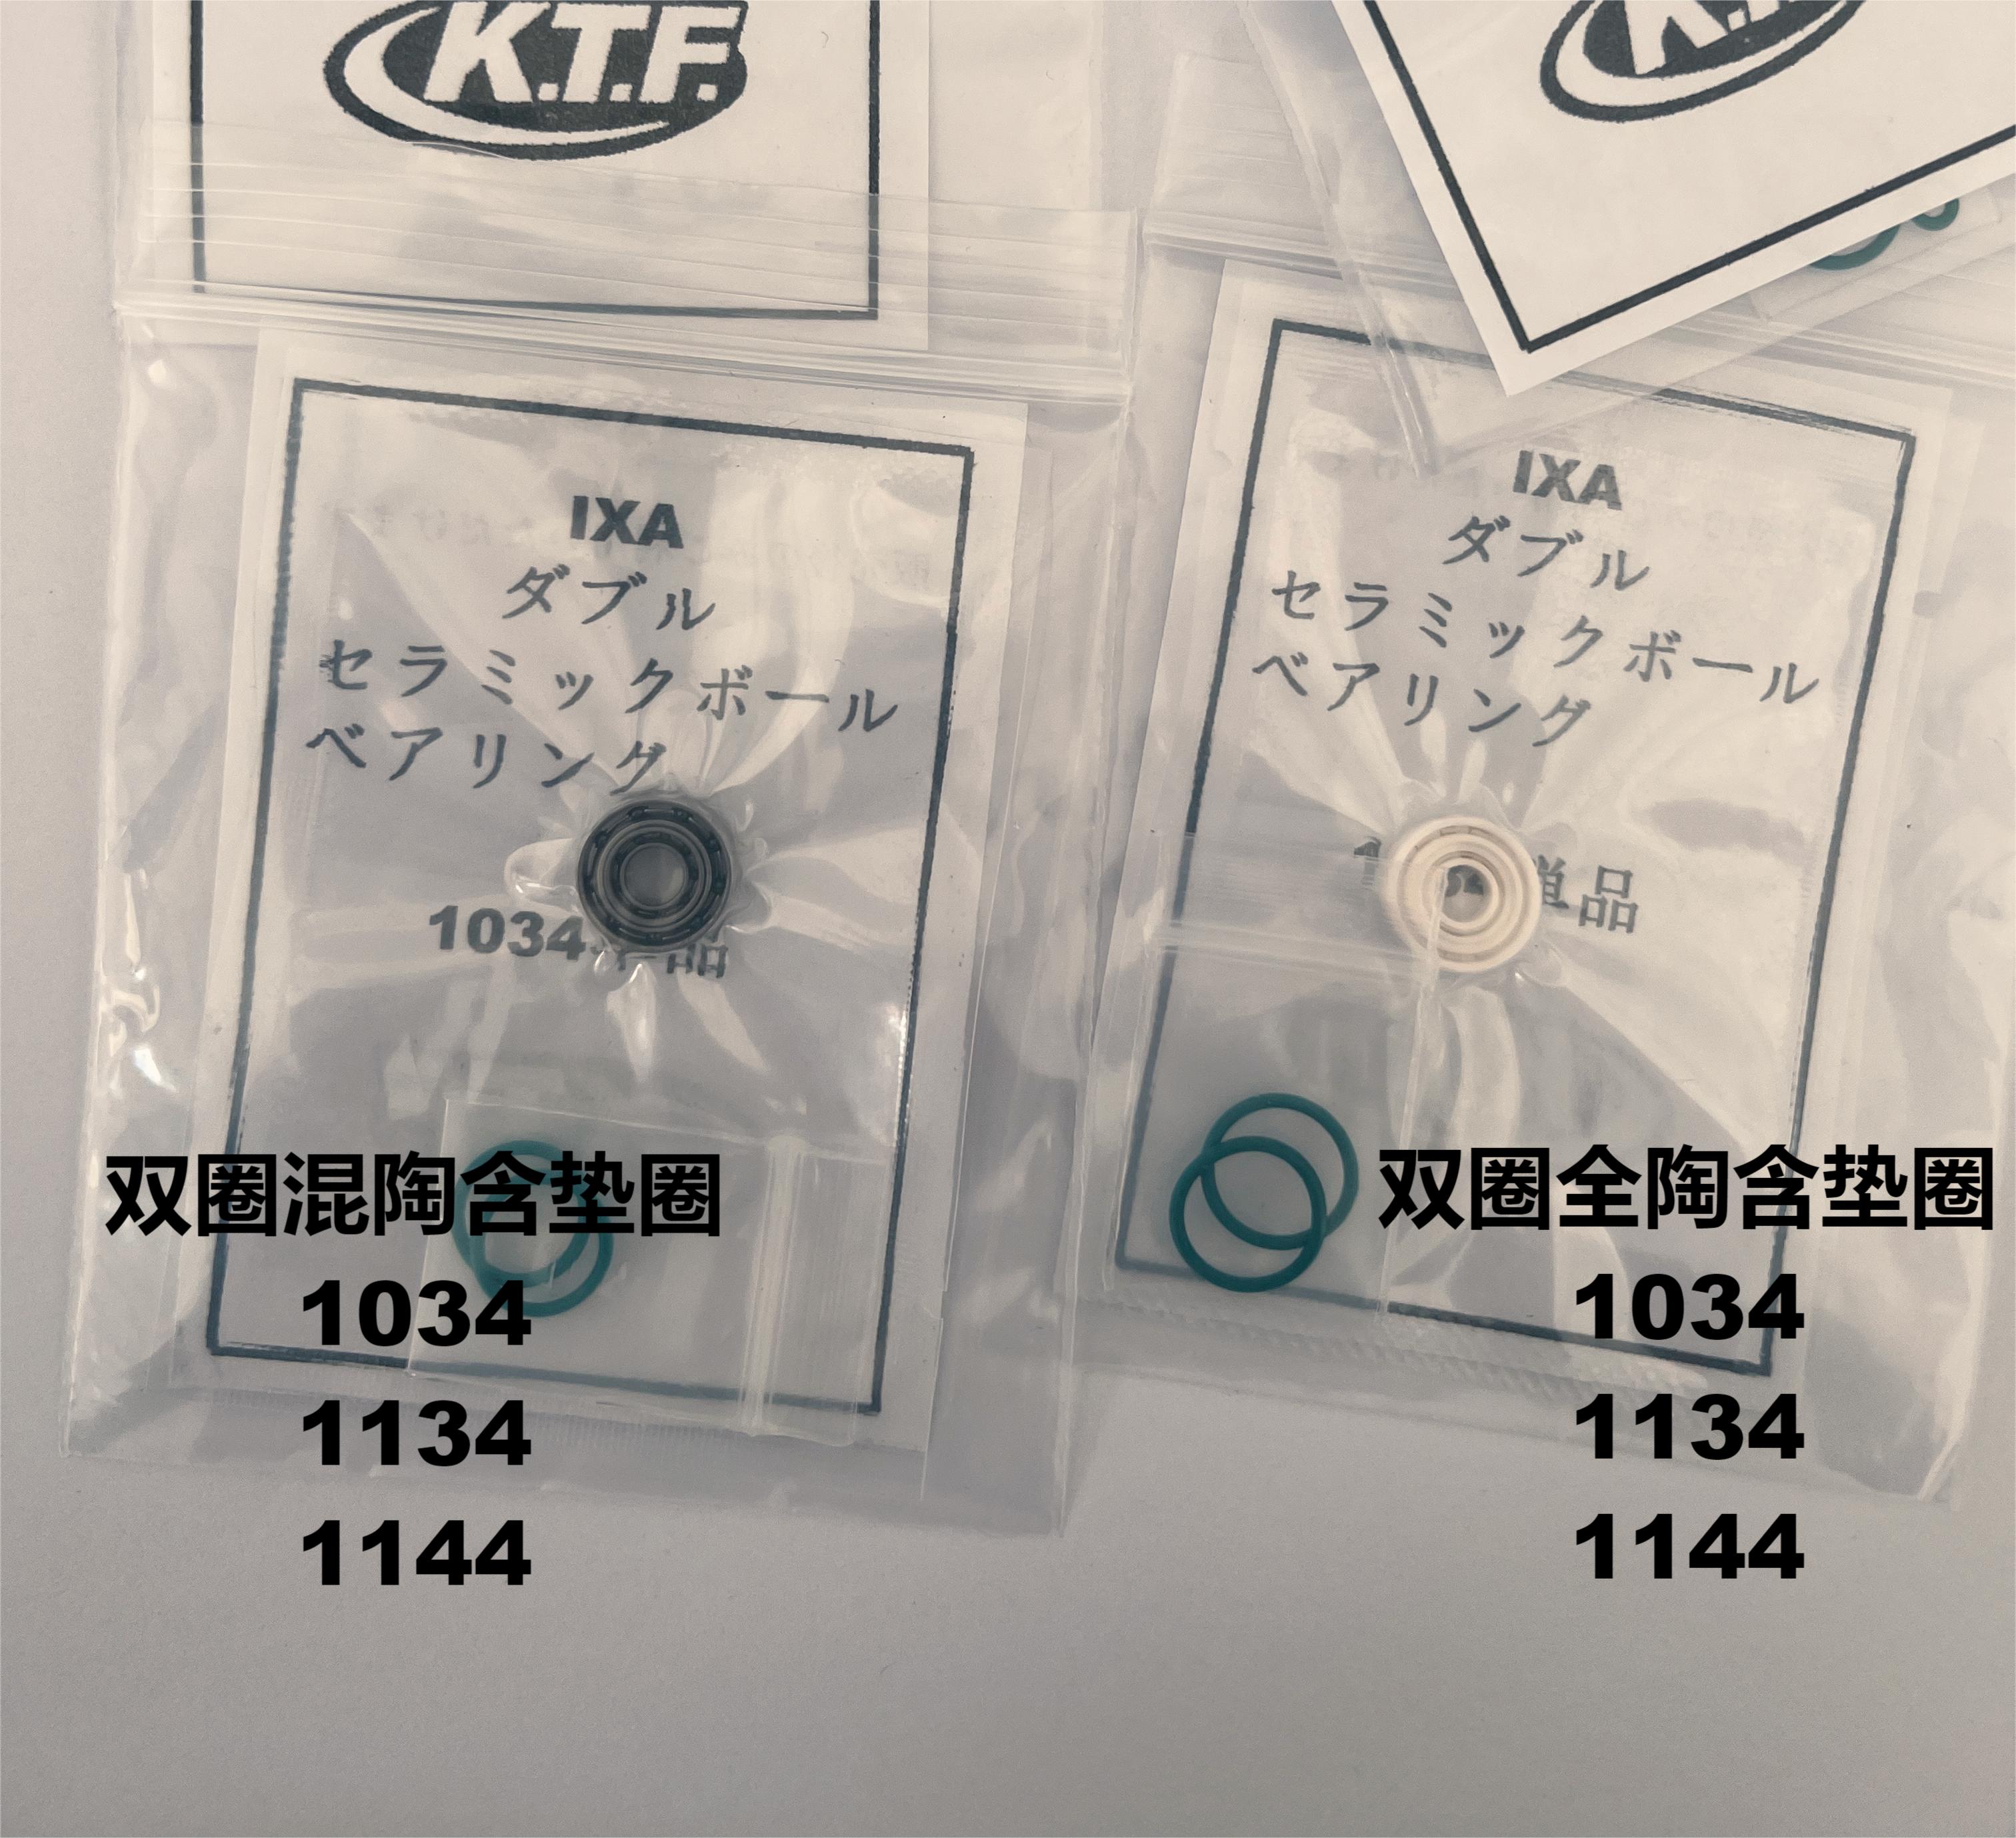 K.T.F.
IXA
ダブル
セラミックボール
ベアリング
1034
双圈混陶含垫圈
1034
1134
1144
IXA
ダブル
セラミックボール
ベアリング
単品
双圈全陶含垫圈
1034
1134
1144